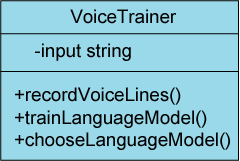 VoiceTrainer
-input string
+recordVoiceLines()
+trainLanguageModel()
+chooseLanguageModel()